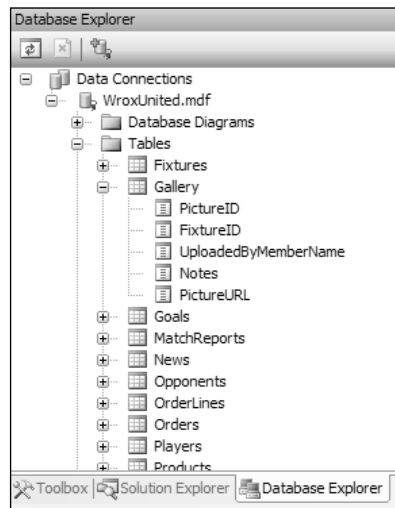 Database Explorer
Data Connections
WroxUnited.mdf
Database Diagrams
Tables
Fixtures
Gallery
PictureID
FixtureID
UploadedByMemberName
Notes
PictureURL
Goals
MatchReports
News
Opponents
OrderLines
Orders
Players
Products
Toolbox Solution Explorer Database Explorer